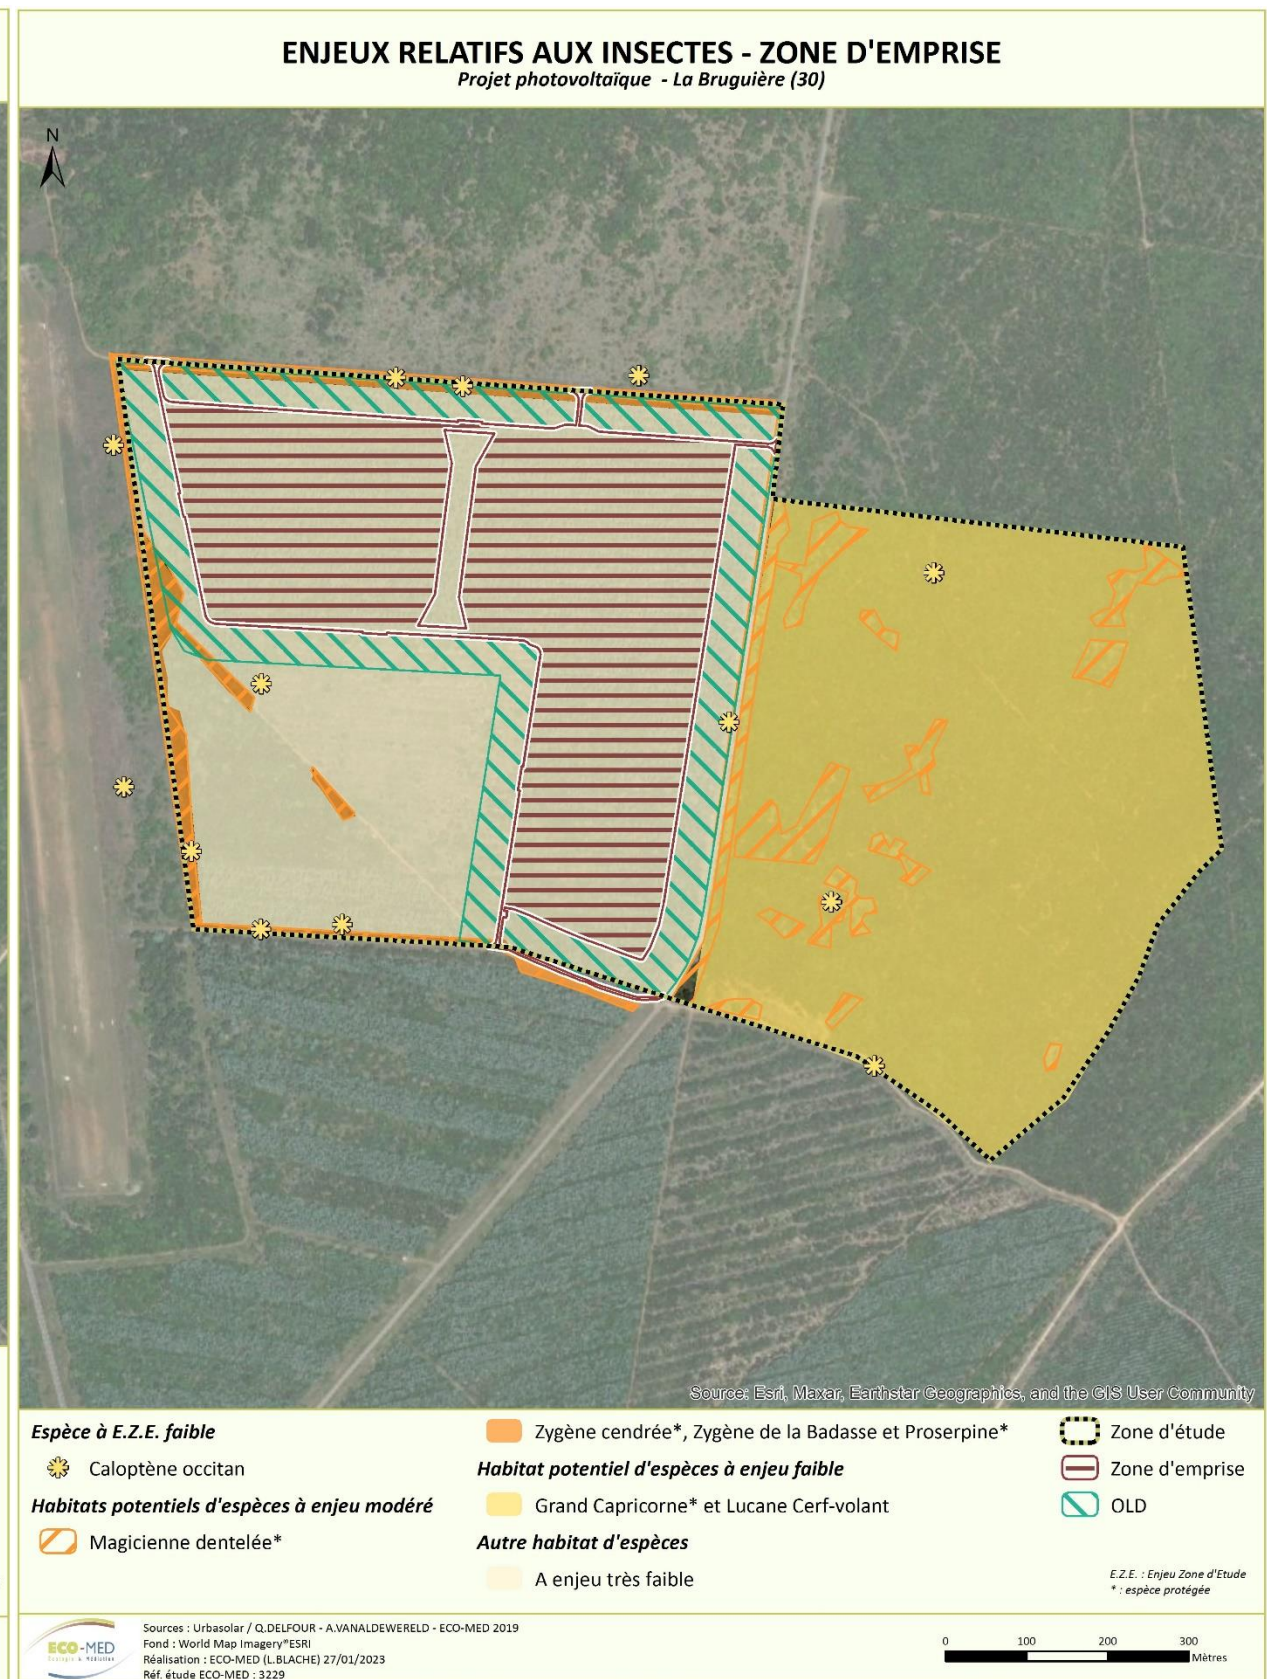 ENJEUX RELATIFS AUX INSECTES - ZONE D'EMPRISE
Projet photovoltaïque - La Bruguière (30)
N
Source: Esri, Maxar, Earthstar Geographics, and the GIS User Community
Espèce à E.Z.E. faible
Caloptène occitan
Habitats potentiels d'espèces à enjeu modéré
Magicienne dentelée*
Zygène cendrée*, Zygène de la Badasse et Proserpine*
Habitat potentiel d'espèces à enjeu faible
Grand Capricorne* et Lucane Cerf-volant
Autre habitat d'espèces
A enjeu très faible
Zone d'étude
Zone d'emprise
OLD
E.Z.E. : Enjeu Zone d'Etude
* : espèce protégée
ECO-MED
Ecologie & Médiation
Sources : Urbasolar / Q.DELFOUR - A.VANALDEWERELD - ECO-MED 2019
Fond : World Map Imagery®ESRI
Réalisation : ECO-MED (L.BLACHE) 27/01/2023
Réf. étude ECO-MED : 3229
0 100 200 300
Mètres